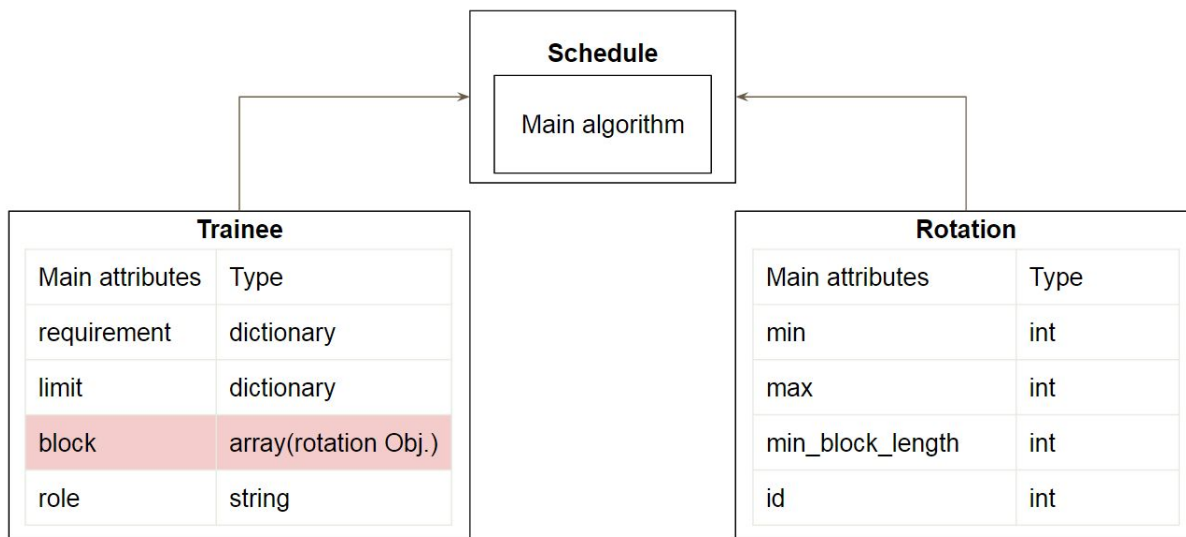 Schedule
Main algorithm
Trainee
Main attributes Type
requirement dictionary
limit dictionary
block array(rotation Obj.)
role string
Rotation
Main attributes Type
min int
max int
min_block_length int
id int